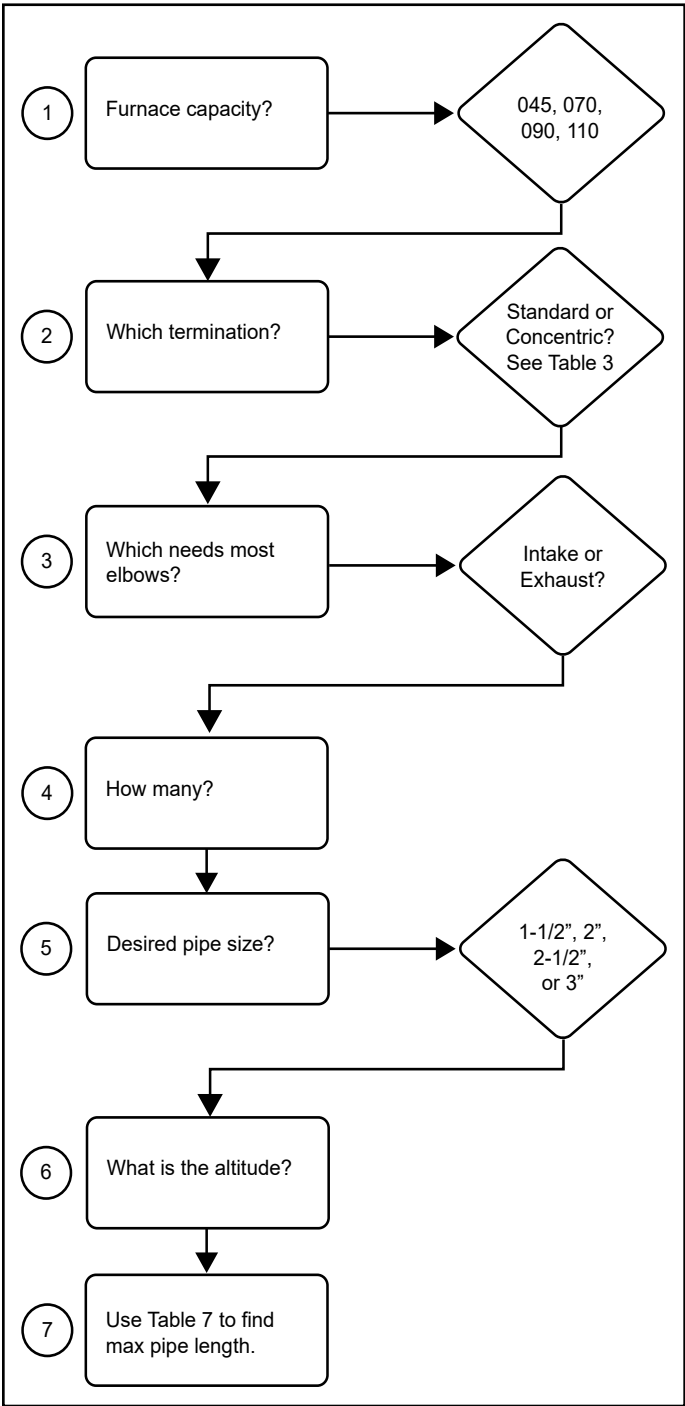 1
Furnace capacity?
045, 070,
090, 110
2
Which termination?
Standard or
Concentric?
See Table 3
3
Which needs most
elbows?
Intake or
Exhaust?
4
How many?
5
Desired pipe size?
1-1/2”, 2”,
2-1/2”,
or 3”
6
What is the altitude?
7
Use Table 7 to find
max pipe length.